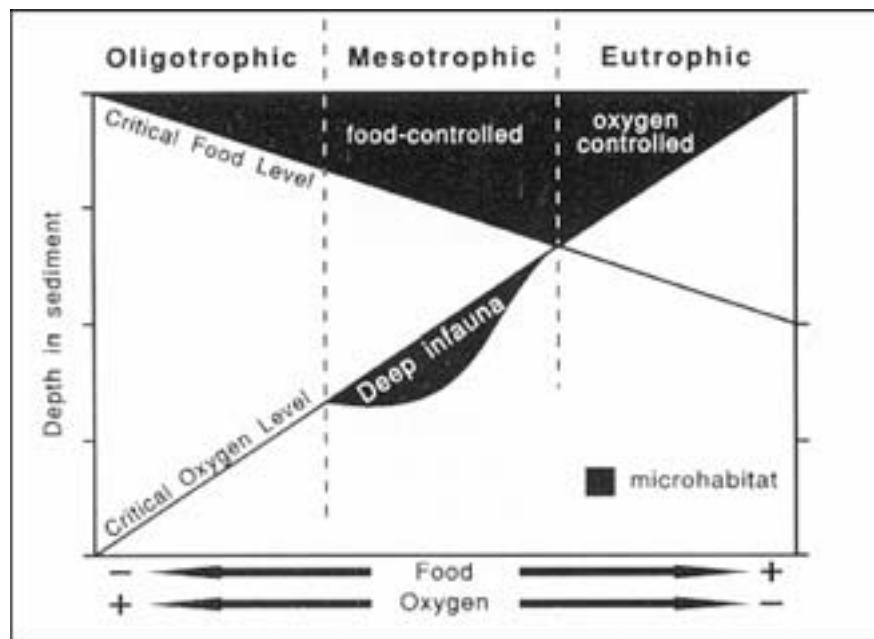 Oligotrophic Mesotrophic Eutrophic
Critical Food Level
food-controlled
oxygen
controlled
Depth in sediment
Deep infauna
Critical Oxygen Level
microhabitat
− Food +
+ Oxygen −